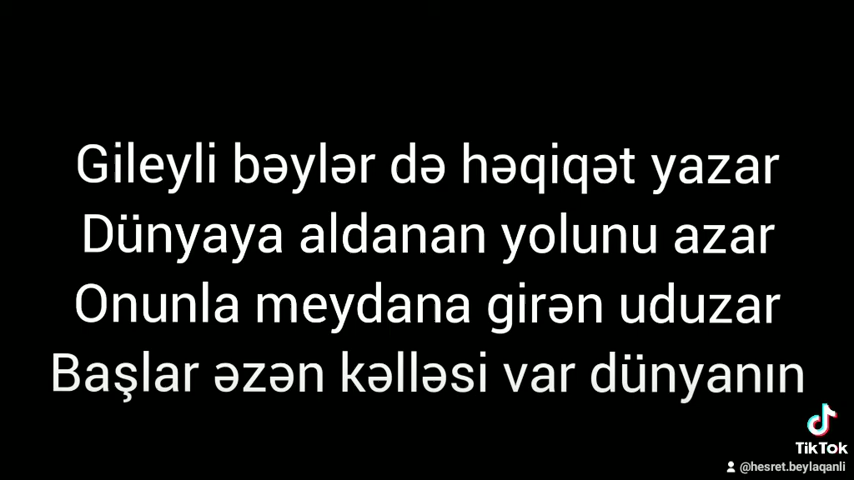 Gileyli bəylər də həqiqət yazar
Dünyaya aldanan yolunu azar
Onunla meydana girən uduzar
Başlar əzən kəlləsi var dünyanın
TikTok
@hesret.beylaqanli